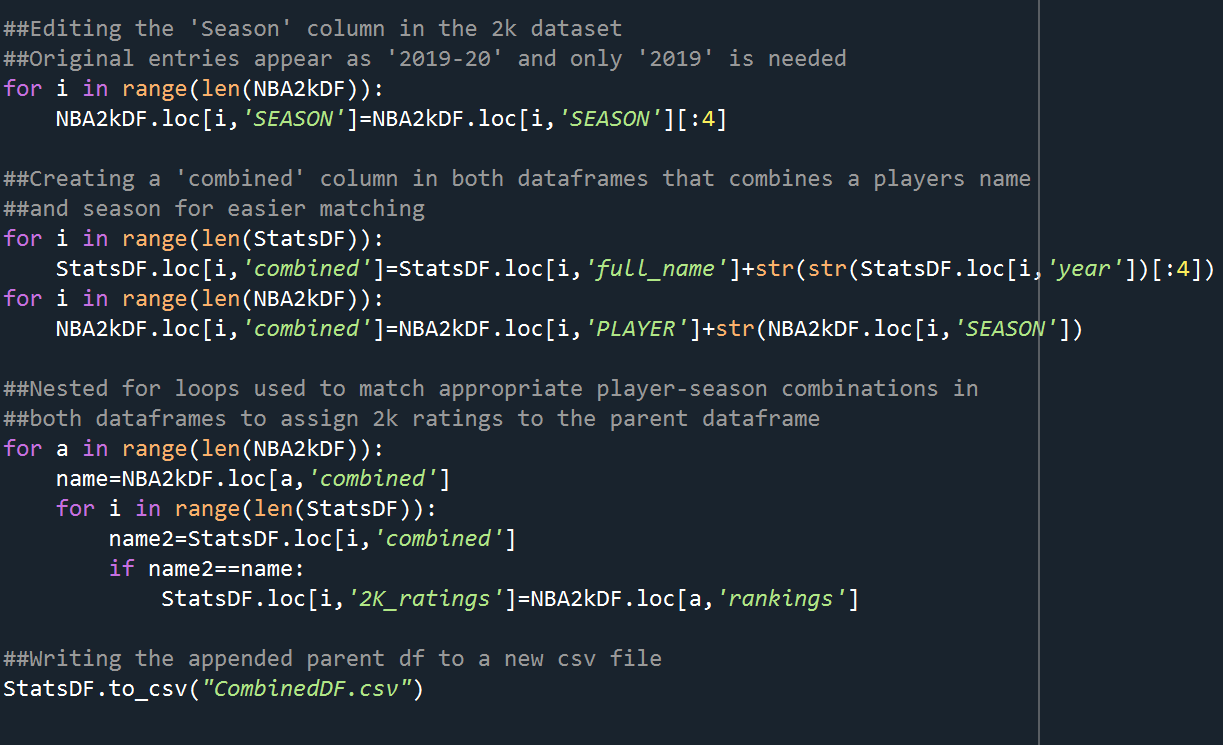 ##Editing the 'Season' column in the 2k dataset
##Original entries appear as '2019-20' and only '2019' is needed
for i in range(len(NBA2kDF)):
    NBA2kDF.loc[i,'SEASON']=NBA2kDF.loc[i,'SEASON'][:4]

##Creating a 'combined' column in both dataframes that combines a players name
##and season for easier matching
for i in range(len(StatsDF)):
    StatsDF.loc[i,'combined']=StatsDF.loc[i,'full_name']+str(str(StatsDF.loc[i,'year'])[:4])
for i in range(len(NBA2kDF)):
    NBA2kDF.loc[i,'combined']=NBA2kDF.loc[i,'PLAYER']+str(NBA2kDF.loc[i,'SEASON'])

##Nested for loops used to match appropriate player-season combinations in
##both dataframes to assign 2k ratings to the parent dataframe
for a in range(len(NBA2kDF)):
    name=NBA2kDF.loc[a,'combined']
    for i in range(len(StatsDF)):
        name2=StatsDF.loc[i,'combined']
        if name2==name:
            StatsDF.loc[i,'2K_ratings']=NBA2kDF.loc[a,'rankings']

##Writing the appended parent df to a new csv file
StatsDF.to_csv("CombinedDF.csv")